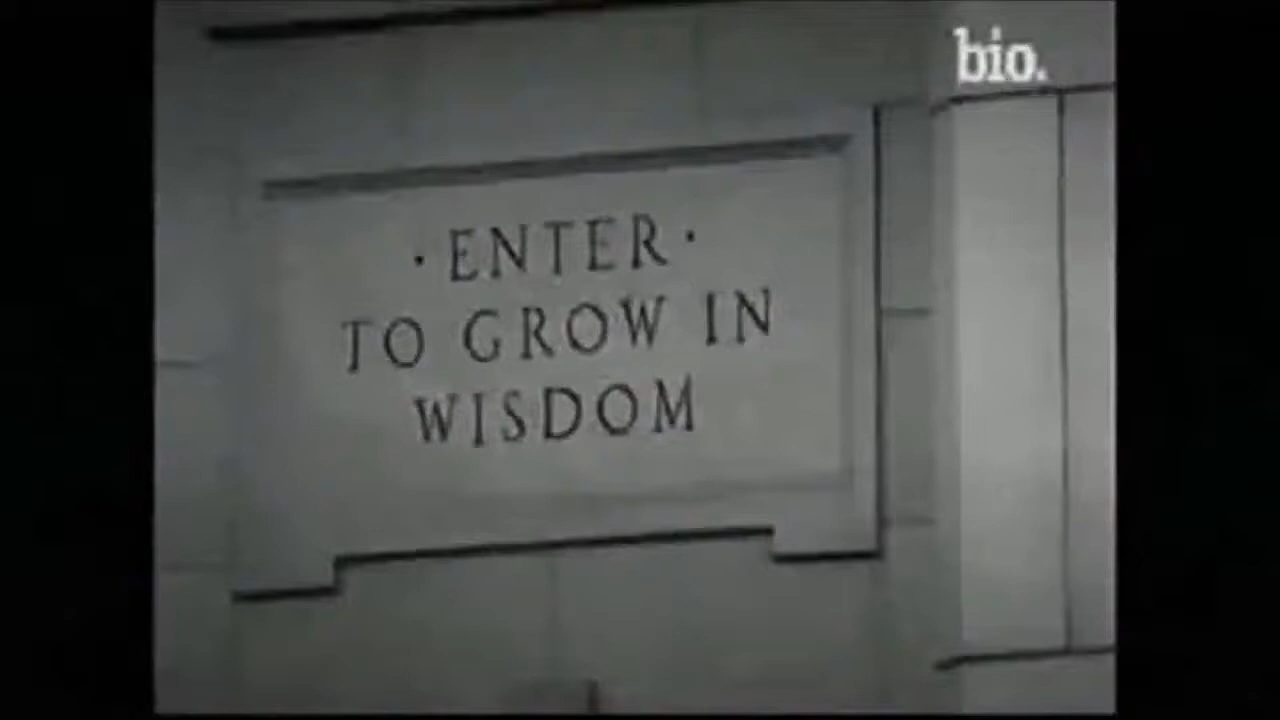 bio.
· ENTER ·
TO GROW IN
WISDOM